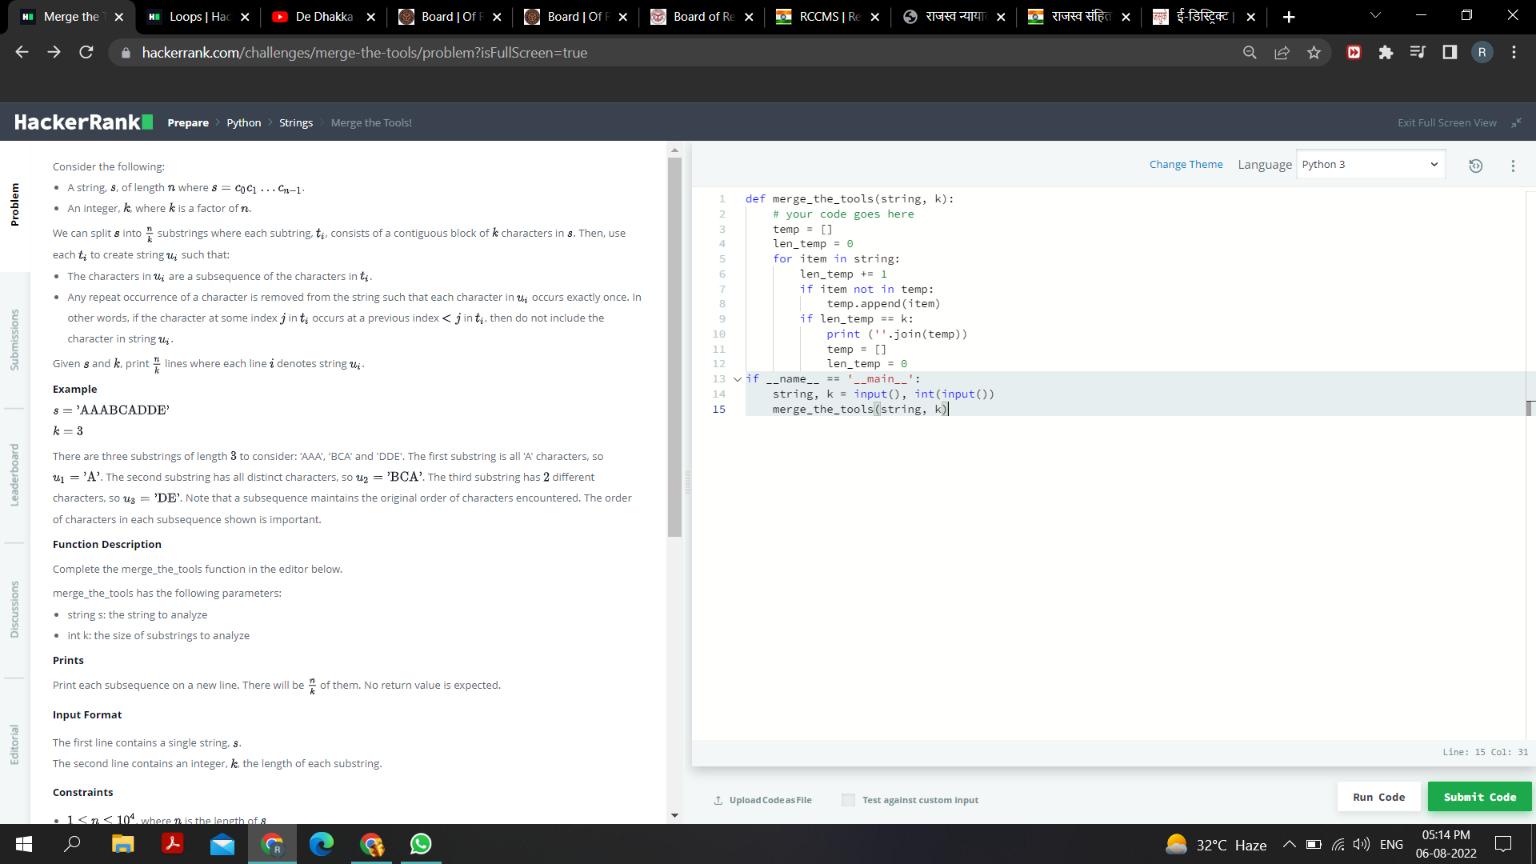 Merge the T
Loops | Hac
De Dhakka
Board | Of F
Board | Of F
Board of Re
RCCMS | Re
राजस्व न्याया
राजस्व संहित
ई-डिस्ट्रिक्ट |
hackerrank.com/challenges/merge-the-tools/problem?isFullScreen=true
R
HackerRank
Prepare > Python > Strings > Merge the Tools!
Exit Full Screen View
Problem
Submissions
Leaderboard
Discussions
Editorial
Consider the following:
• A string, s, of length n where s = c₀c₁ . . . cₙ₋₁.
• An integer, k, where k is a factor of n.
We can split s into n/k substrings where each subtring, tᵢ, consists of a contiguous block of k characters in s. Then, use
each tᵢ to create string uᵢ such that:
• The characters in uᵢ are a subsequence of the characters in tᵢ.
• Any repeat occurrence of a character is removed from the string such that each character in uᵢ occurs exactly once. In
other words, if the character at some index j in tᵢ occurs at a previous index < j in tᵢ, then do not include the
character in string uᵢ.
Given s and k, print n/k lines where each line i denotes string uᵢ.
Example
s = 'AAABCADDE'
k = 3
There are three substrings of length 3 to consider: 'AAA', 'BCA' and 'DDE'. The first substring is all 'A' characters, so
u₁ = 'A'. The second substring has all distinct characters, so u₂ = 'BCA'. The third substring has 2 different
characters, so u₃ = 'DE'. Note that a subsequence maintains the original order of characters encountered. The order
of characters in each subsequence shown is important.
Function Description
Complete the merge_the_tools function in the editor below.
merge_the_tools has the following parameters:
• string s: the string to analyze
• int k: the size of substrings to analyze
Prints
Print each subsequence on a new line. There will be n/k of them. No return value is expected.
Input Format
The first line contains a single string, s.
The second line contains an integer, k, the length of each substring.
Constraints
• 1 ≤ n ≤ 10⁴, where n is the length of s
Change Theme
Language
Python 3
1 def merge_the_tools(string, k):
2 # your code goes here
3 temp = []
4 len_temp = 0
5 for item in string:
6 len_temp += 1
7 if item not in temp:
8 temp.append(item)
9 if len_temp == k:
10 print (''.join(temp))
11 temp = []
12 len_temp = 0
13 if __name__ == '__main__':
14 string, k = input(), int(input())
15 merge_the_tools(string, k)
Line: 15 Col: 31
Upload Code as File
Test against custom input
Run Code
Submit Code
32°C Haze
ENG
05:14 PM
06-08-2022